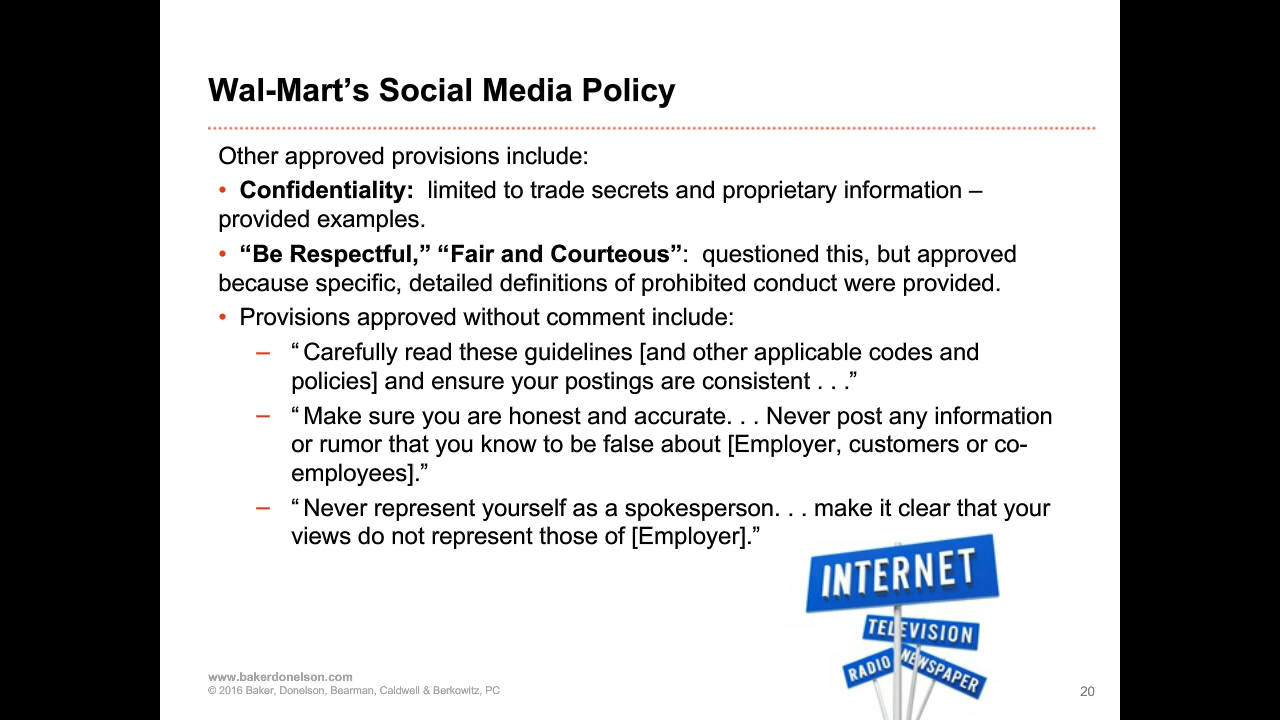 Wal-Mart’s Social Media Policy
Other approved provisions include:
• Confidentiality:  limited to trade secrets and proprietary information –
provided examples.
• “Be Respectful,” “Fair and Courteous”:  questioned this, but approved
because specific, detailed definitions of prohibited conduct were provided.
• Provisions approved without comment include:
– “ Carefully read these guidelines [and other applicable codes and
policies] and ensure your postings are consistent . . .”
– “ Make sure you are honest and accurate. . . Never post any information
or rumor that you know to be false about [Employer, customers or co-
employees].”
– “ Never represent yourself as a spokesperson. . . make it clear that your
views do not represent those of [Employer].”
INTERNET
TELEVISION
RADIO
NEWSPAPER
www.bakerdonelson.com
© 2016 Baker, Donelson, Bearman, Caldwell & Berkowitz, PC
20